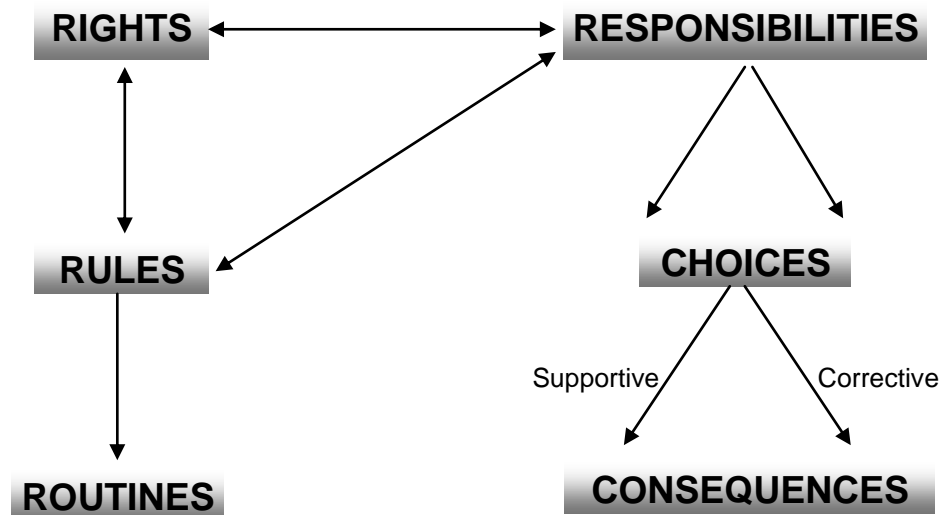 RIGHTS
RESPONSIBILITIES
RULES
CHOICES
Supportive
Corrective
ROUTINES
CONSEQUENCES